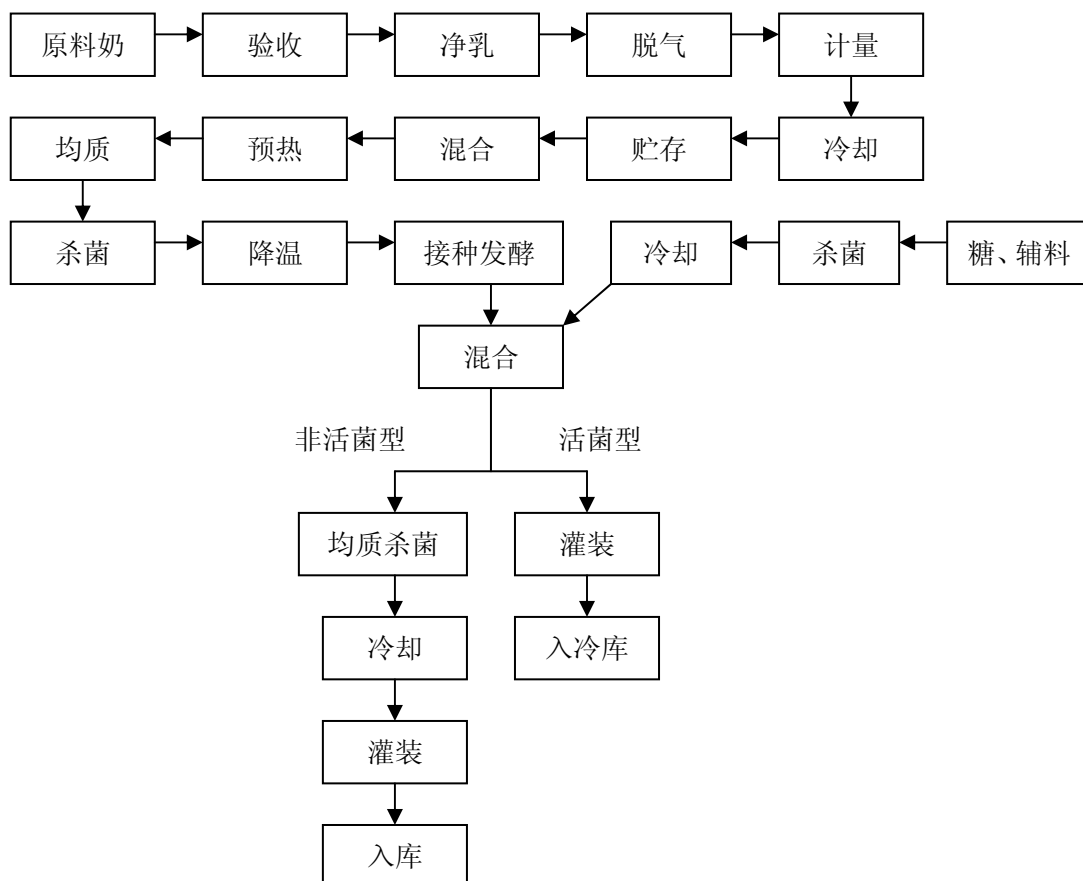 原料奶 验收 净乳 脱气 计量
均质 预热 混合 贮存 冷却
杀菌 降温 接种发酵 冷却 杀菌 糖、辅料
混合
非活菌型 活菌型
均质杀菌 灌装
冷却 入冷库
灌装
入库